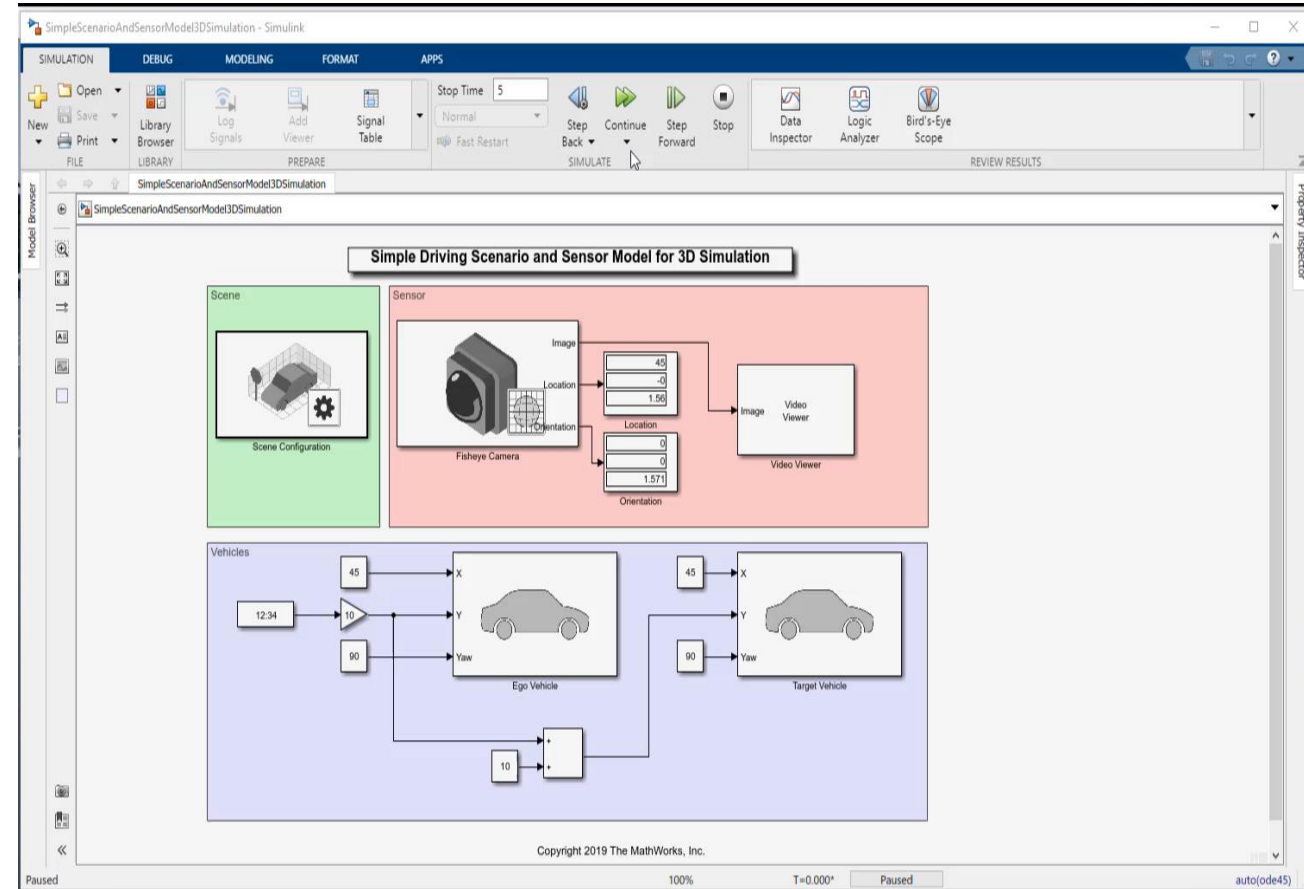 SimpleScenarioAndSensorModel3DSimulation - Simulink
SIMULATION DEBUG MODELING FORMAT APPS
New
Open
Save
Print
FILE
Library
Browser
LIBRARY
Log
Signals
Add
Viewer
Signal
Table
PREPARE
Stop Time 5
Normal
Fast Restart
Step
Back
Continue
Step
Forward
Stop
SIMULATE
Data
Inspector
Logic
Analyzer
Bird's-Eye
Scope
REVIEW RESULTS
SimpleScenarioAndSensorModel3DSimulation
SimpleScenarioAndSensorModel3DSimulation
Model Browser
Property Inspector
Simple Driving Scenario and Sensor Model for 3D Simulation
Scene
Scene Configuration
Sensor
Image
Location
Orientation
Fisheye Camera
45
-0
1.56
Location
0
0
1.571
Orientation
Image
Video
Viewer
Video Viewer
Vehicles
12:34
10
45
90
X
Y
Yaw
Ego Vehicle
45
90
X
Y
Yaw
Target Vehicle
10
+
+
Copyright 2019 The MathWorks, Inc.
Paused 100% T=0.000* Paused auto(ode45)